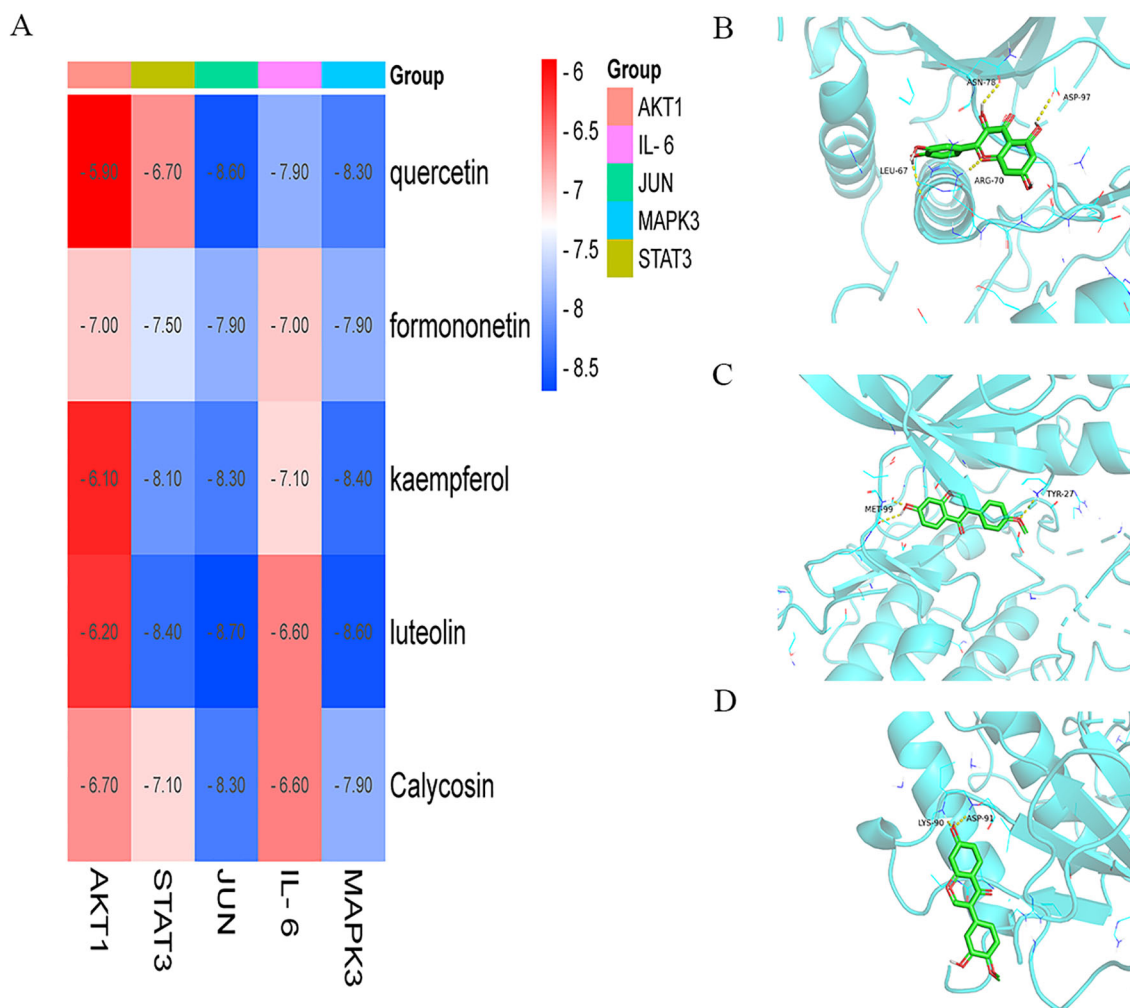 A
Group
-5.90 -6.70 -8.60 -7.90 -8.30 quercetin
-7.00 -7.50 -7.90 -7.00 -7.90 formononetin
-6.10 -8.10 -8.30 -7.10 -8.40 kaempferol
-6.20 -8.40 -8.70 -6.60 -8.60 luteolin
-6.70 -7.10 -8.30 -6.60 -7.90 Calycosin
AKT1 STAT3 JUN IL-6 MAPK3
-6
-6.5
-7
-7.5
-8
-8.5
Group
AKT1
IL-6
JUN
MAPK3
STAT3
B
ASN-78
ASP-97
LEU-67
ARG-70
C
TYR-27
MET-99
D
LYS-90 ASP-91